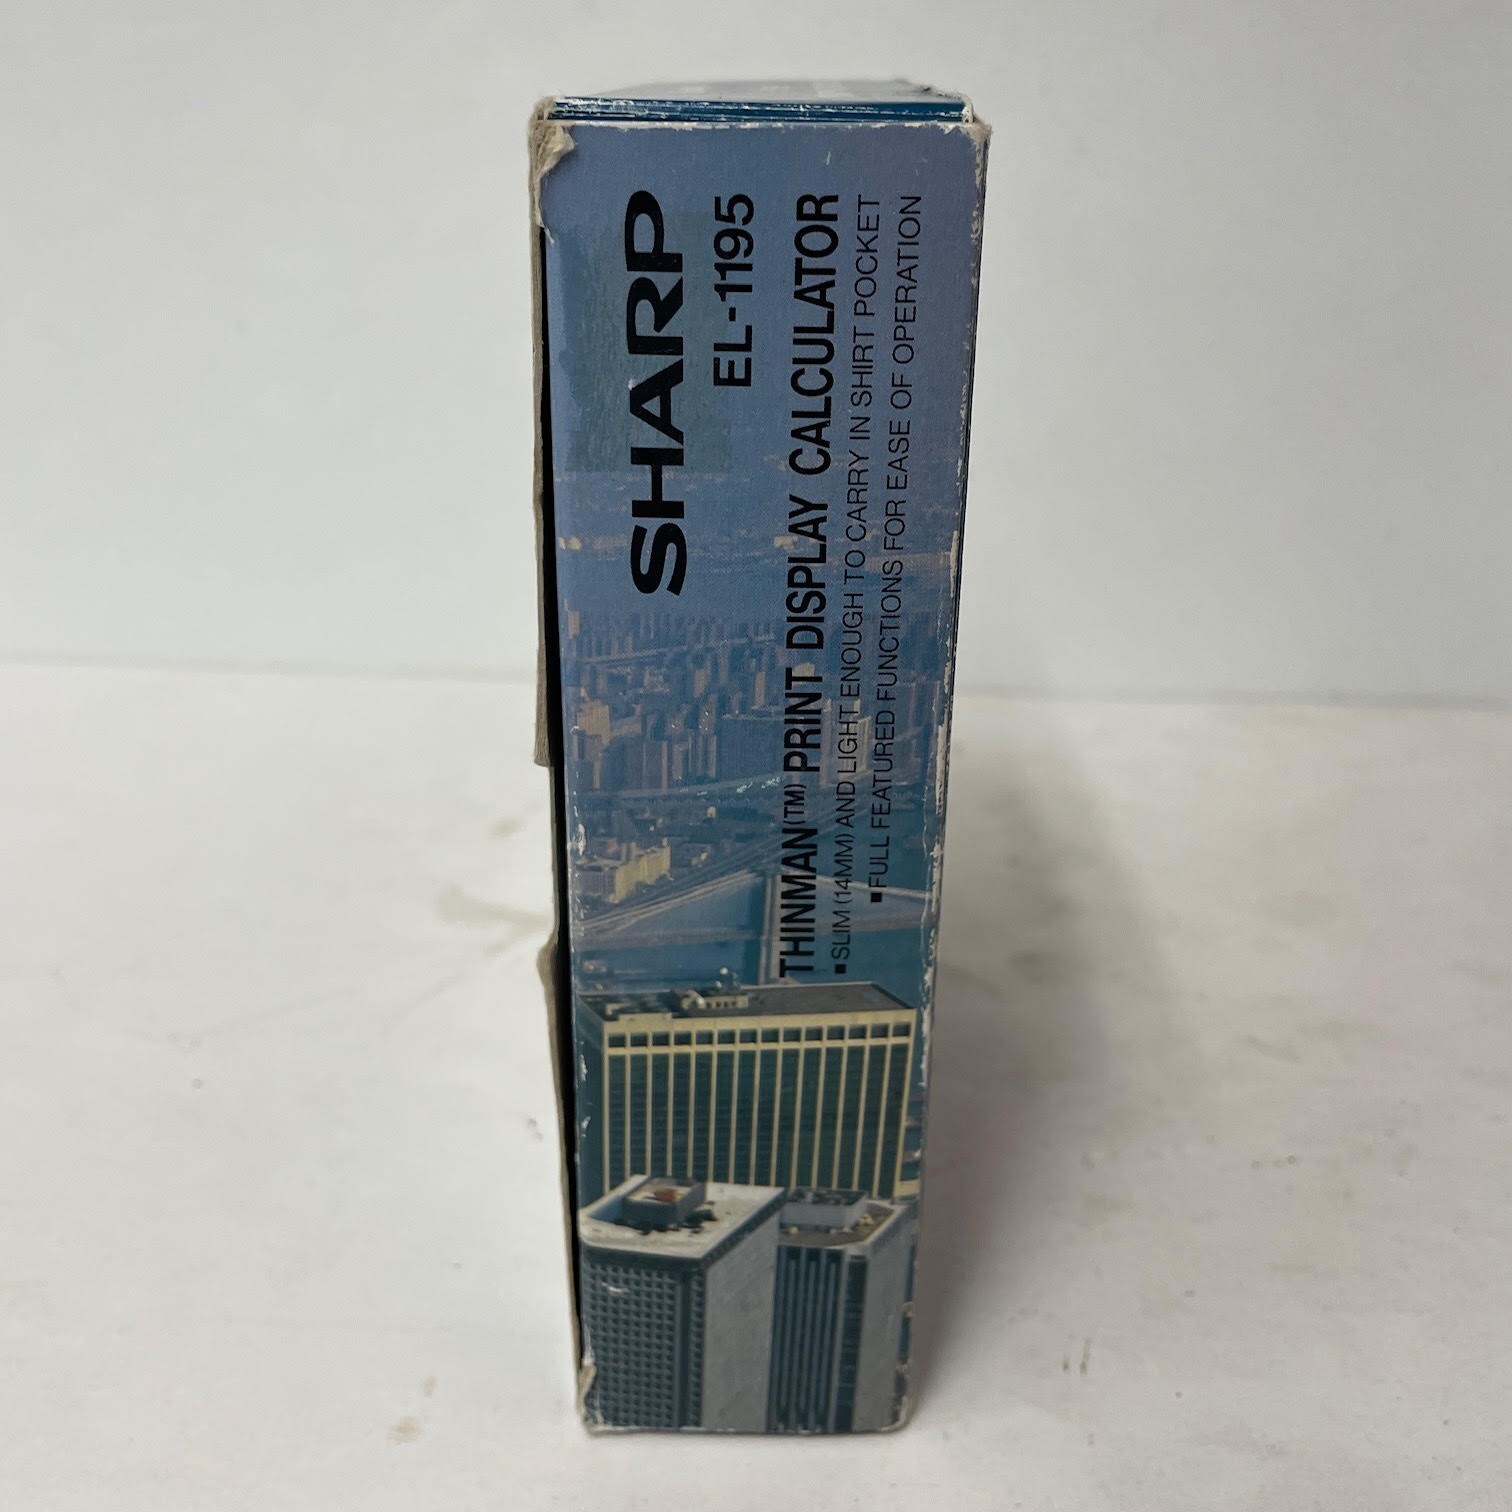 SHARP
EL-1195
THINMAN(TM) PRINT DISPLAY CALCULATOR
▪SLIM (14MM) AND LIGHT ENOUGH TO CARRY IN SHIRT POCKET
▪FULL FEATURED FUNCTIONS FOR EASE OF OPERATION